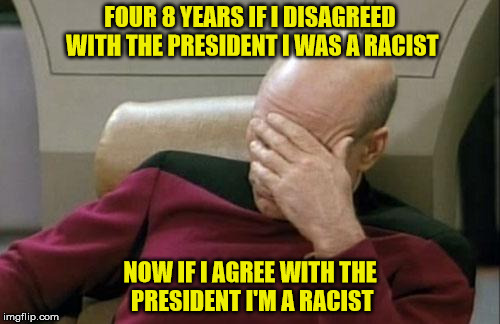 FOUR 8 YEARS IF I DISAGREED
WITH THE PRESIDENT I WAS A RACIST
NOW IF I AGREE WITH THE
PRESIDENT I'M A RACIST
imgflip.com